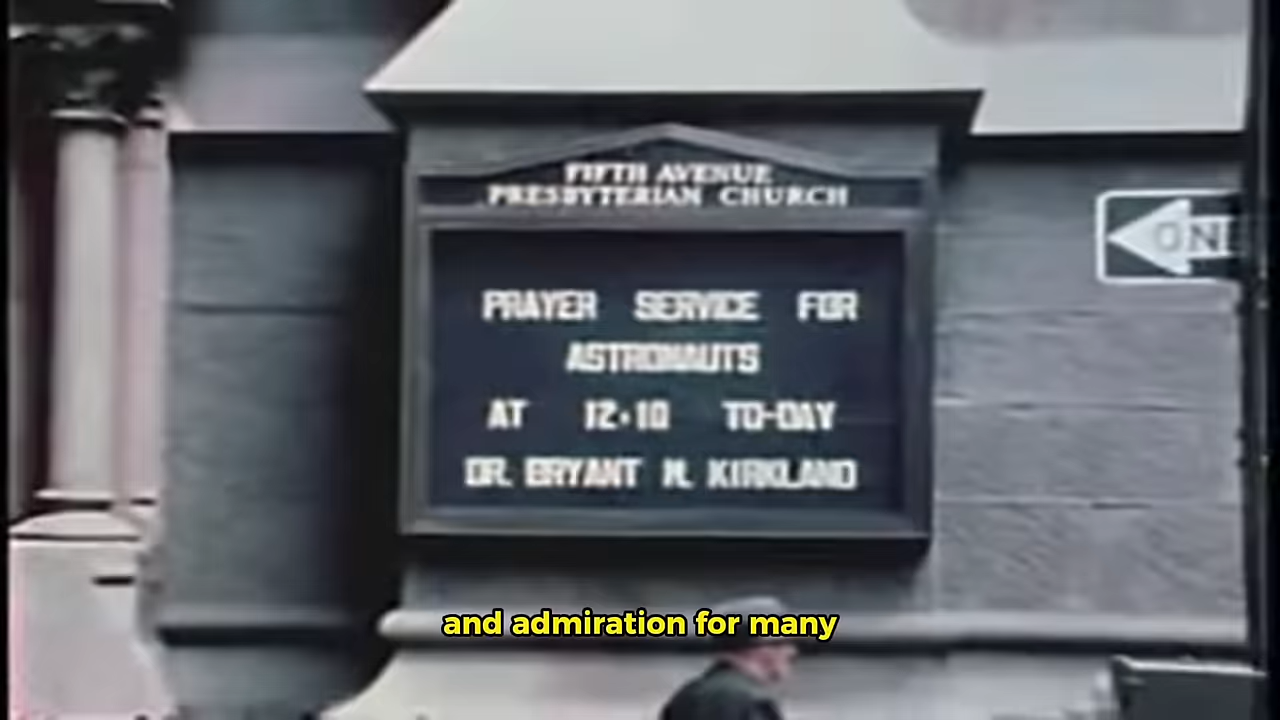 FIFTH AVENUE
PRESBYTERIAN CHURCH
ONE
PRAYER SERVICE FOR
ASTRONAUTS
AT 12:10 TO-DAY
DR. BRYANT M. KIRKLAND
and admiration for many